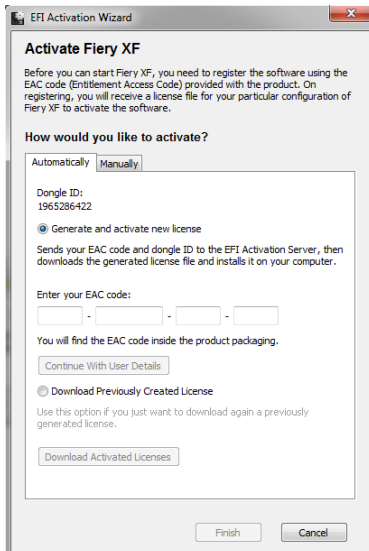 EFI Activation Wizard
Activate Fiery XF
Before you can start Fiery XF, you need to register the software using the
EAC code (Entitlement Access Code) provided with the product. On
registering, you will receive a license file for your particular configuration of
Fiery XF to activate the software.
How would you like to activate?
Automatically Manually
Dongle ID:
1965286422
Generate and activate new license
Sends your EAC code and dongle ID to the EFI Activation Server, then
downloads the generated license file and installs it on your computer.
Enter your EAC code:
- - -
You will find the EAC code inside the product packaging.
Continue With User Details
Download Previously Created License
Use this option if you just want to download again a previously
generated license.
Download Activated Licenses
Finish Cancel